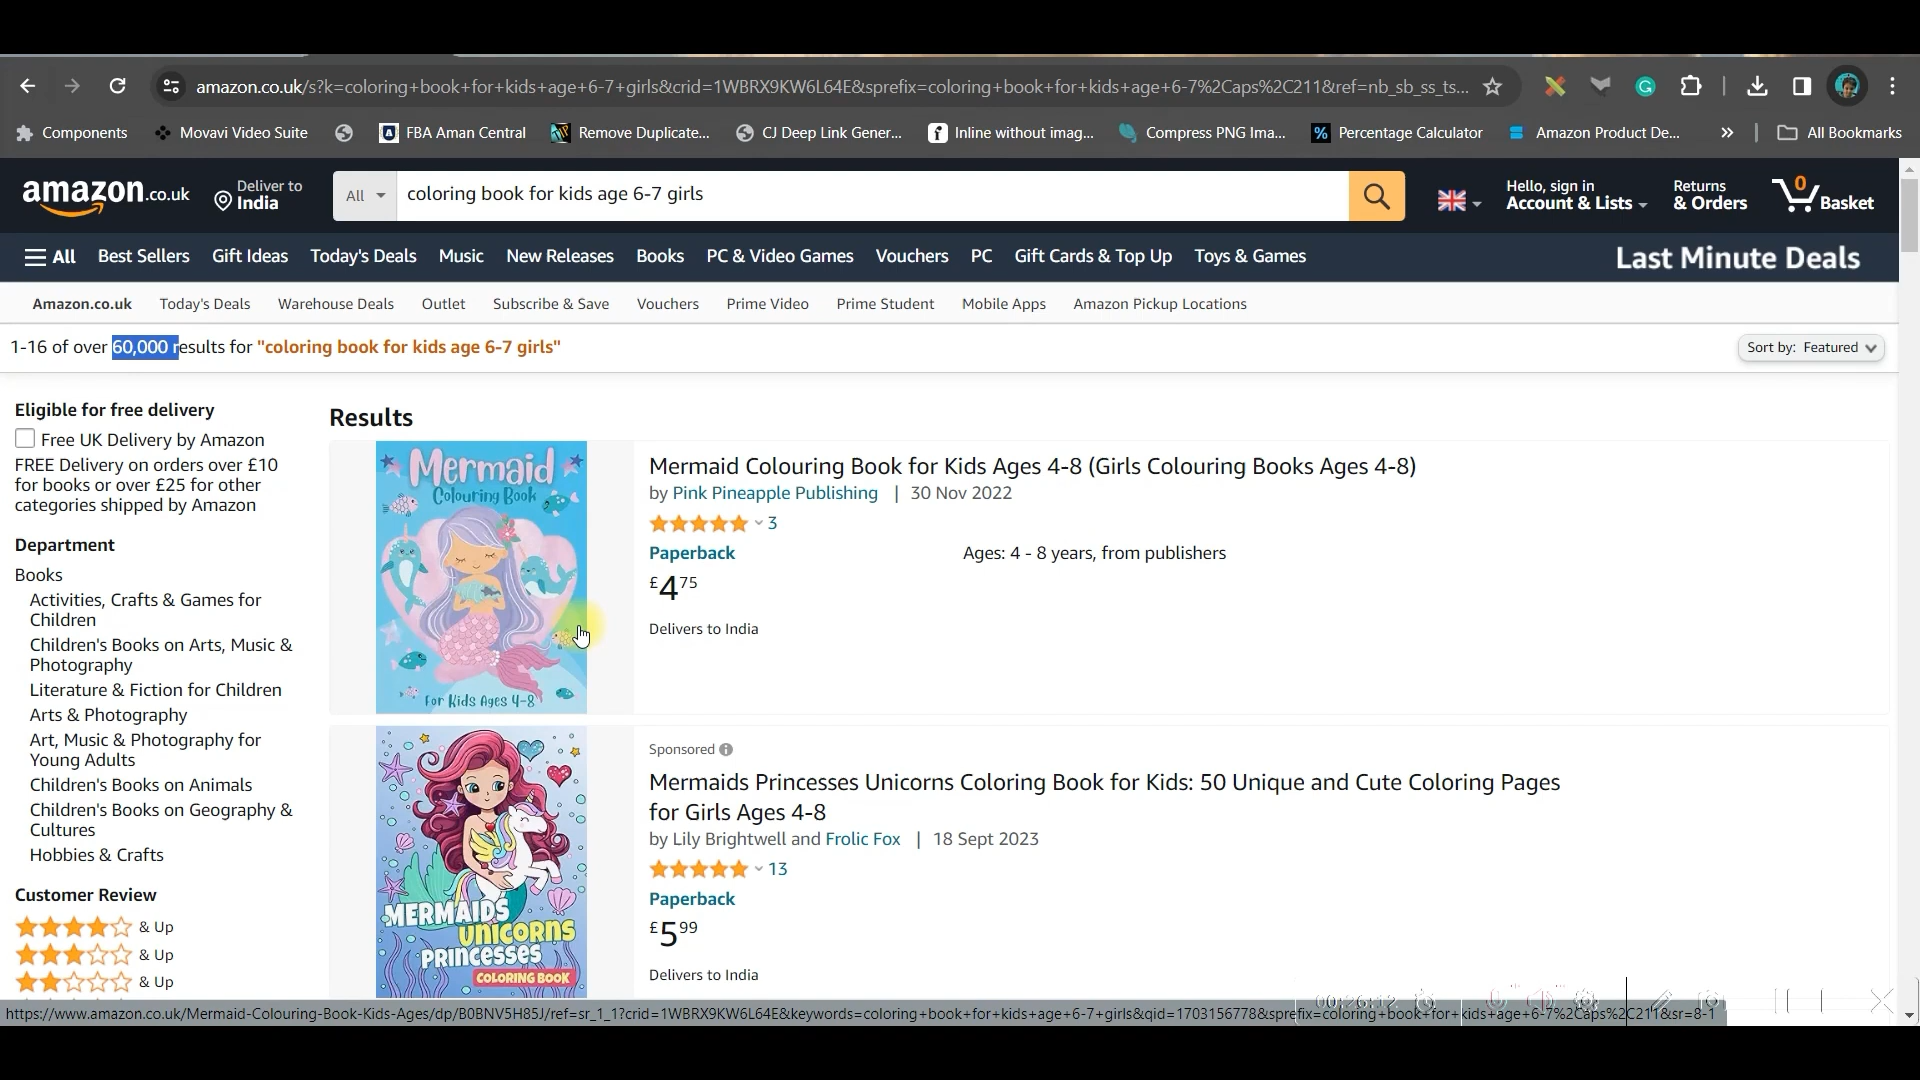 amazon.co.uk/s?k=coloring+book+for+kids+age+6-7+girls&crid=1WBRX9KW6L64E&sprefix=coloring+book+for+kids+age+6-7%2Caps%2C211&ref=nb_sb_ss_ts...
Components Movavi Video Suite FBA Aman Central Remove Duplicate... CJ Deep Link Gener... Inline without imag... Compress PNG Ima... Percentage Calculator Amazon Product De... » All Bookmarks
amazon.co.uk
Deliver to
India
All
coloring book for kids age 6-7 girls
Hello, sign in
Account & Lists
Returns
& Orders
0
Basket
All Best Sellers Gift Ideas Today's Deals Music New Releases Books PC & Video Games Vouchers PC Gift Cards & Top Up Toys & Games Last Minute Deals
Amazon.co.uk Today's Deals Warehouse Deals Outlet Subscribe & Save Vouchers Prime Video Prime Student Mobile Apps Amazon Pickup Locations
1-16 of over 60,000 results for "coloring book for kids age 6-7 girls"
Sort by: Featured
Eligible for free delivery
Free UK Delivery by Amazon
FREE Delivery on orders over £10
for books or over £25 for other
categories shipped by Amazon
Department
Books
Activities, Crafts & Games for
Children
Children's Books on Arts, Music &
Photography
Literature & Fiction for Children
Arts & Photography
Art, Music & Photography for
Young Adults
Children's Books on Animals
Children's Books on Geography &
Cultures
Hobbies & Crafts
Customer Review
& Up
& Up
& Up
Results
Mermaid
Colouring Book
For Kids Ages 4-8
Mermaid Colouring Book for Kids Ages 4-8 (Girls Colouring Books Ages 4-8)
by Pink Pineapple Publishing | 30 Nov 2022
3
Paperback
Ages: 4 - 8 years, from publishers
£475
Delivers to India
MERMAIDS
UNICORNS
PRINCESSES
COLORING BOOK
Sponsored
Mermaids Princesses Unicorns Coloring Book for Kids: 50 Unique and Cute Coloring Pages
for Girls Ages 4-8
by Lily Brightwell and Frolic Fox | 18 Sept 2023
13
Paperback
£599
Delivers to India
00:26:12
https://www.amazon.co.uk/Mermaid-Colouring-Book-Kids-Ages/dp/B0BNV5H85J/ref=sr_1_1?crid=1WBRX9KW6L64E&keywords=coloring+book+for+kids+age+6-7+girls&qid=1703156778&sprefix=coloring+book+for+kids+age+6-7%2Caps%2C211&sr=8-1